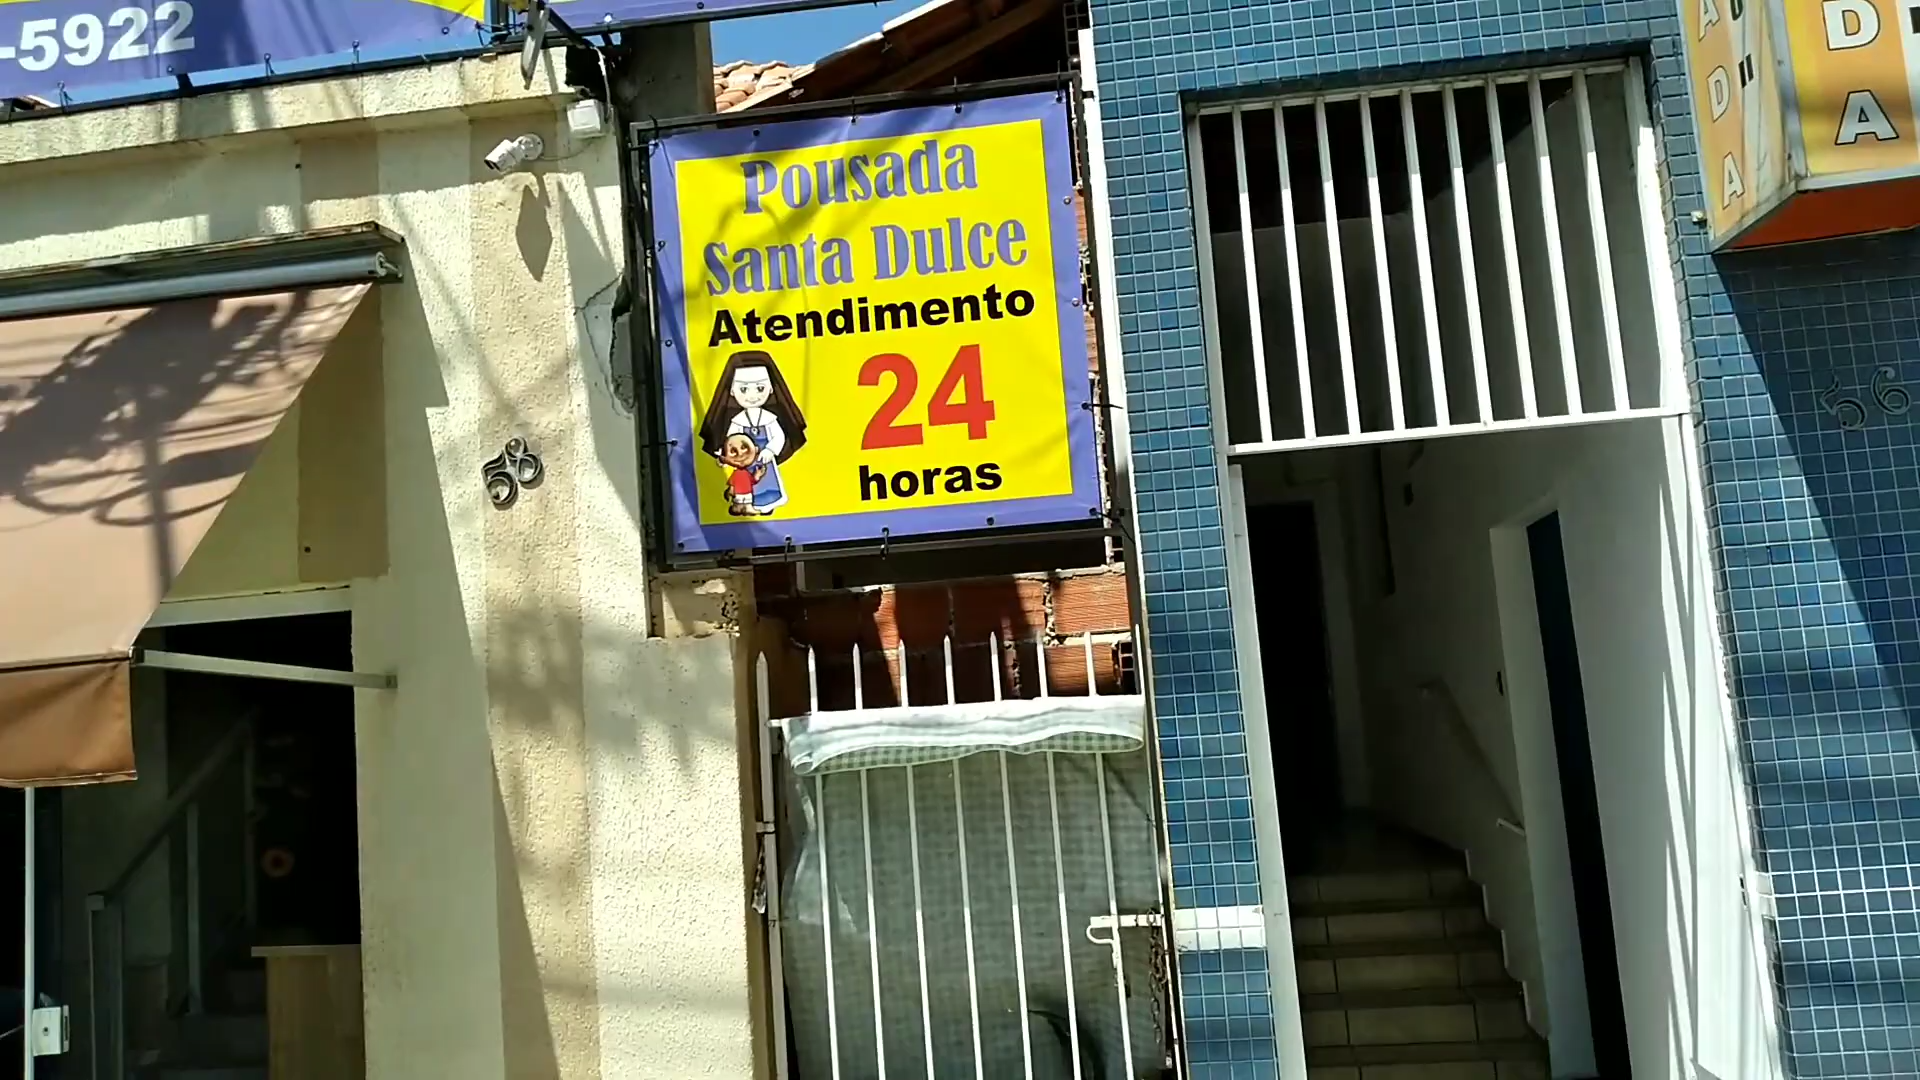 -5922
Pousada
Santa Dulce
Atendimento
24
horas
58
56
A
D
A
D
A